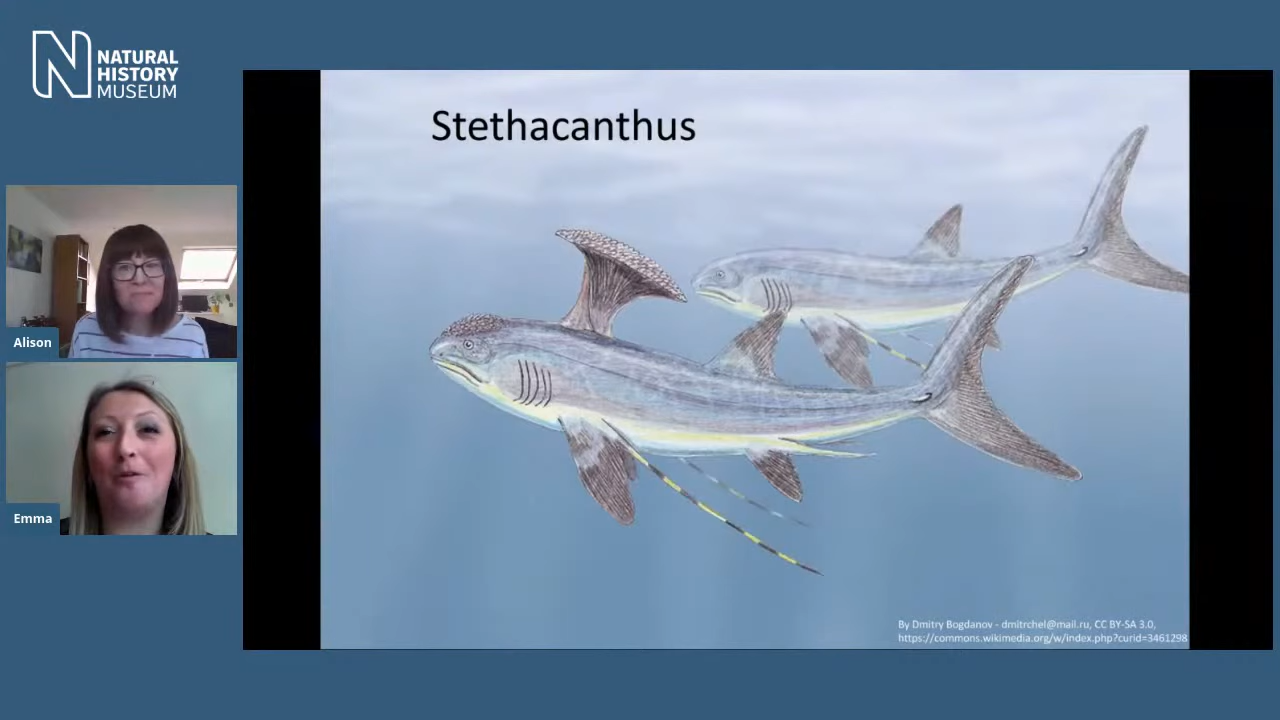 NATURAL
HISTORY
MUSEUM
Stethacanthus
Alison
Emma
By Dmitry Bogdanov - dmitrchel@mail.ru, CC BY-SA 3.0,
https://commons.wikimedia.org/w/index.php?curid=3461298